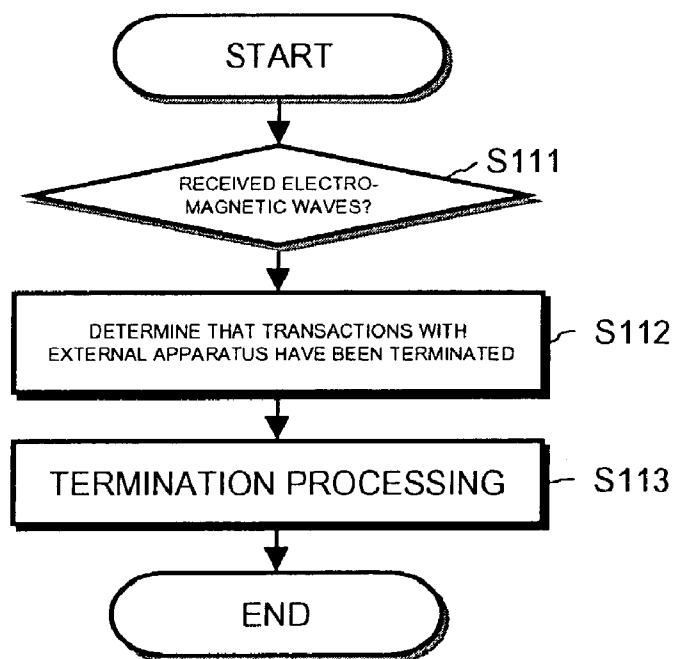 START
S111
RECEIVED ELECTRO-
MAGNETIC WAVES?
DETERMINE THAT TRANSACTIONS WITH
EXTERNAL APPARATUS HAVE BEEN TERMINATED
S112
TERMINATION PROCESSING
S113
END